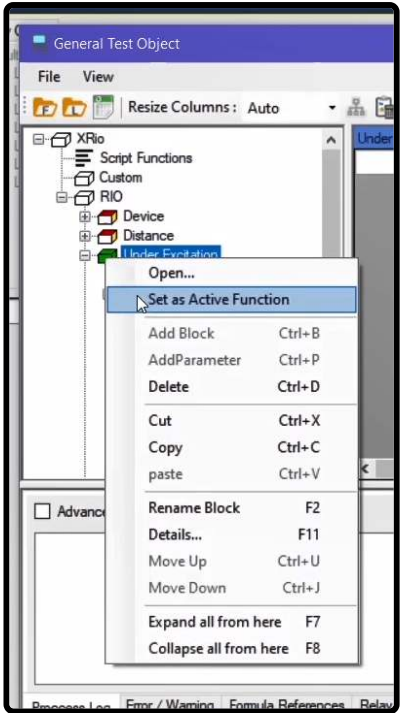 General Test Object
File View
Resize Columns : Auto
XRio
Under
Script Functions
Custom
RIO
Device
Distance
Under Excitation
Open...
Set as Active Function
Add Block Ctrl+B
AddParameter Ctrl+P
Delete Ctrl+D
Cut Ctrl+X
Copy Ctrl+C
paste Ctrl+V
Rename Block F2
Advance
Details... F11
Move Up Ctrl+U
Move Down Ctrl+J
Expand all from here F7
Collapse all from here F8
Error / Warning Formula References Relay